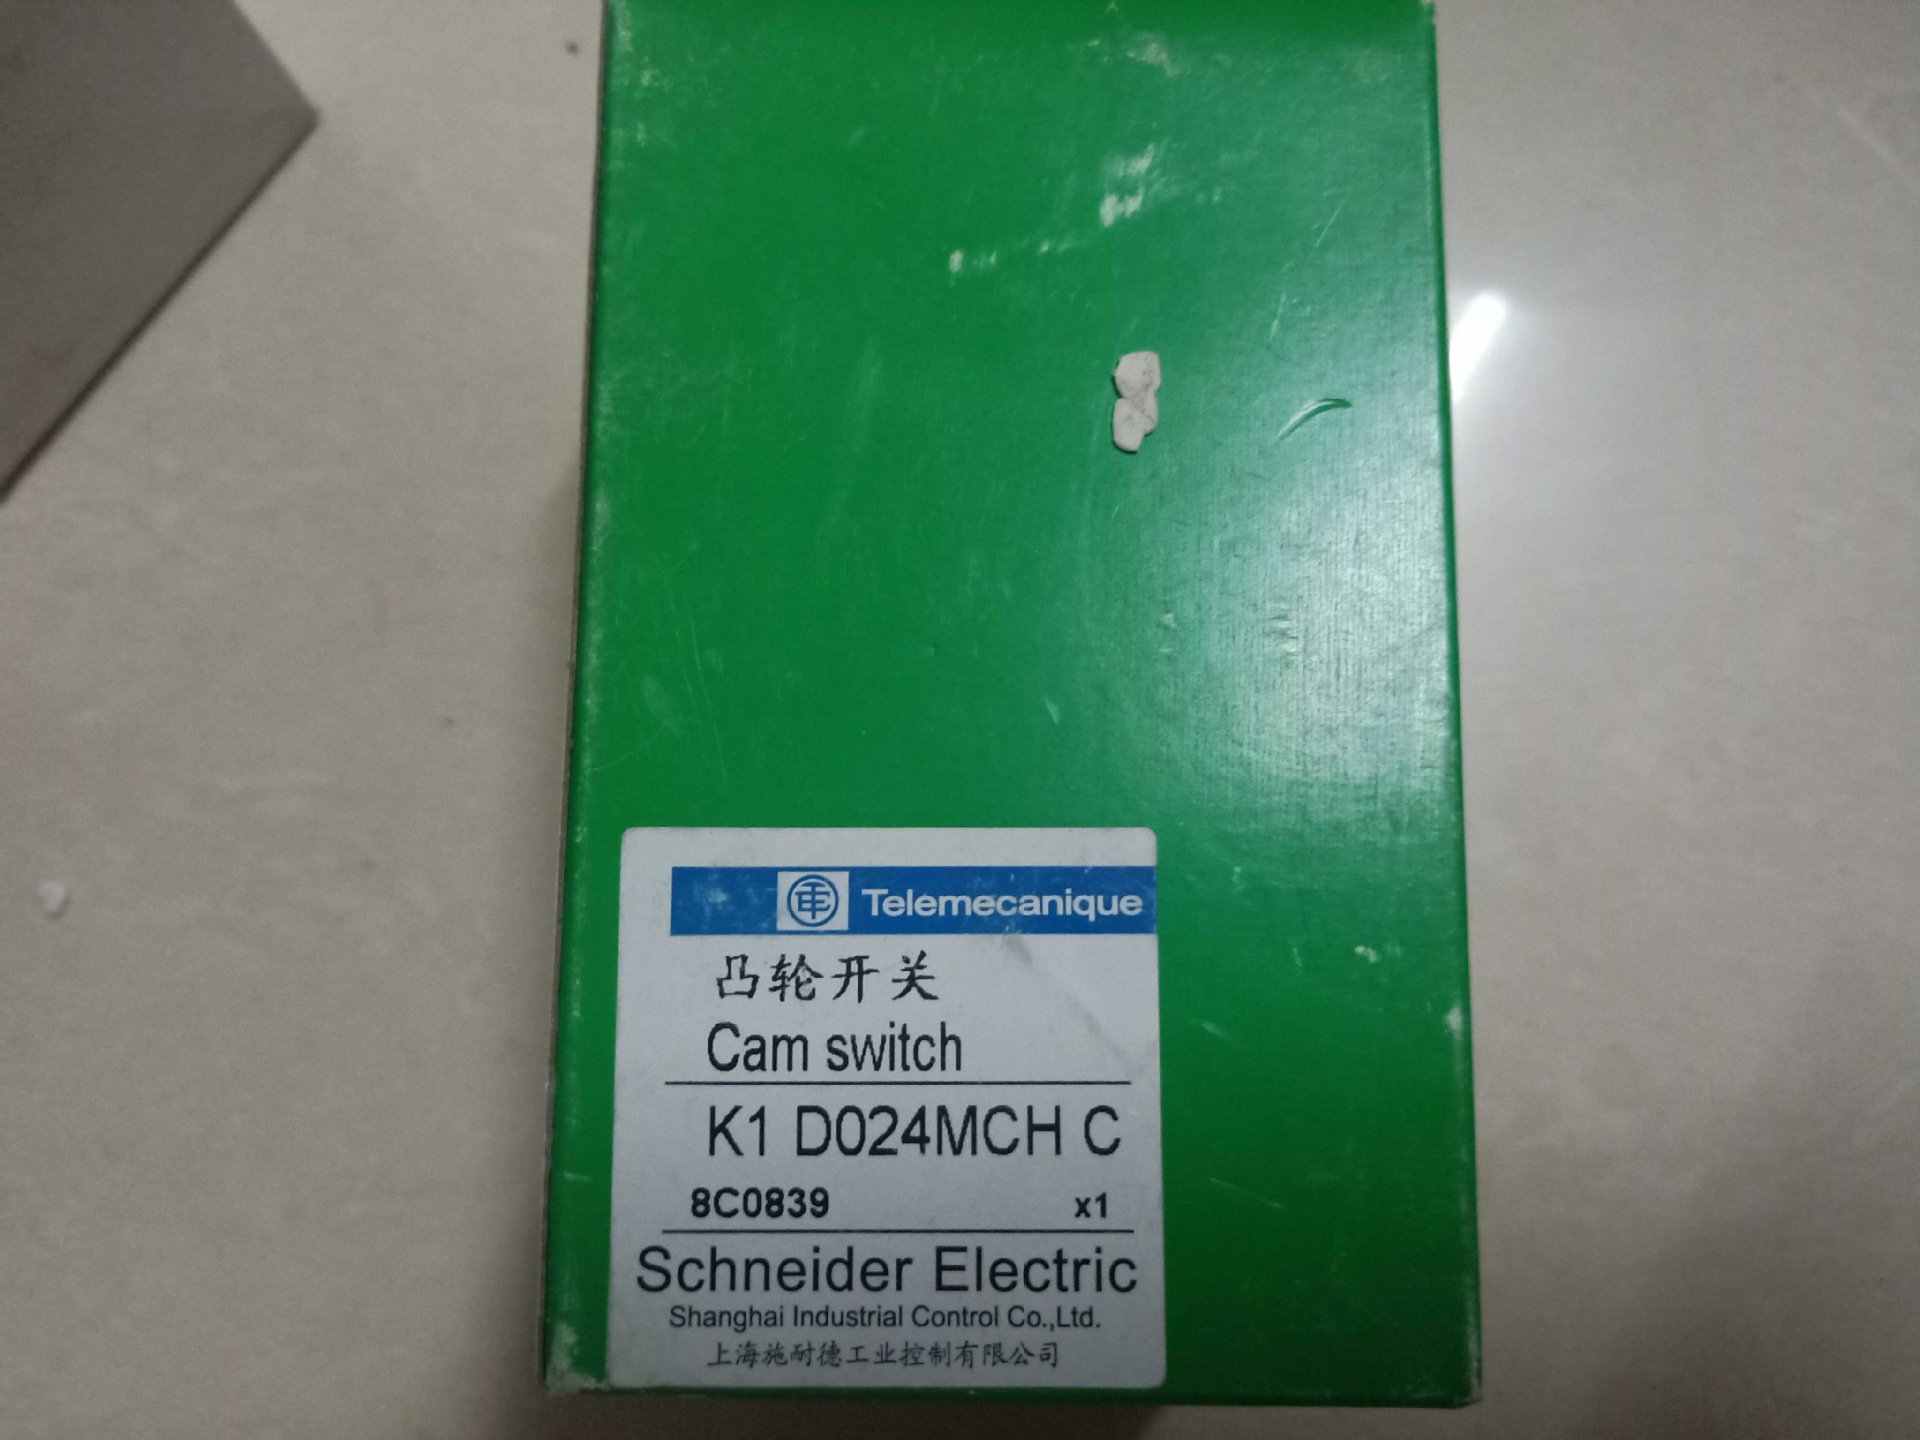 TE Telemecanique
凸轮开关
Cam switch
K1 D024MCH C
8C0839 x1
Schneider Electric
Shanghai Industrial Control Co.,Ltd.
上海施耐德工业控制有限公司